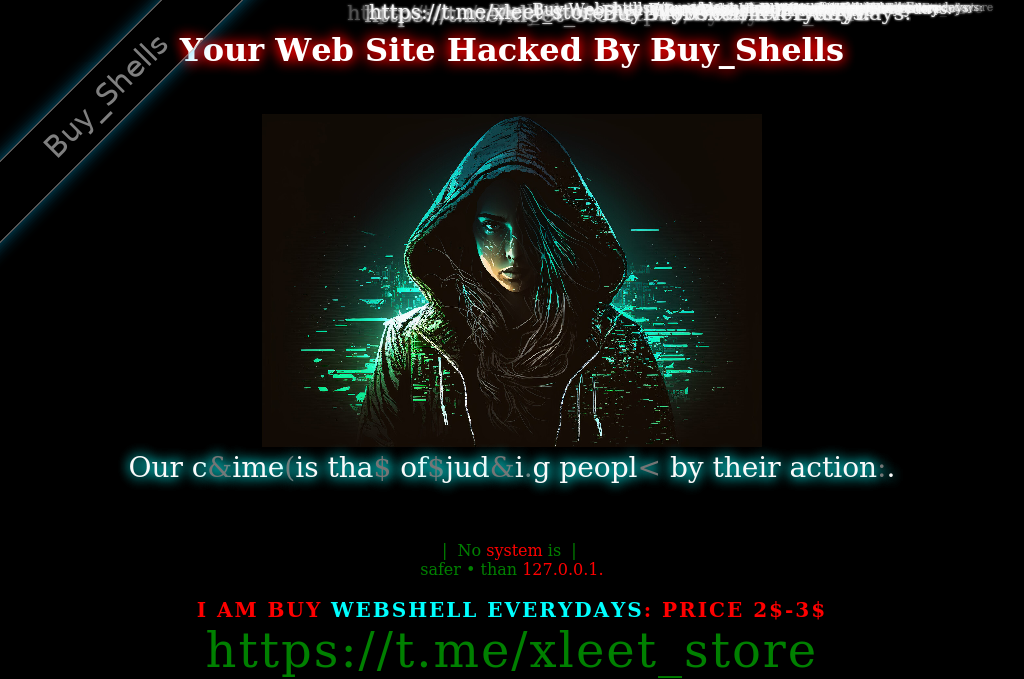 https://t.me/xleet_store
Your Web Site Hacked By Buy_Shells
Buy_Shells
Our c&ime(is tha$ of$jud&i.g peopl< by their action:.
| No system is |
safer • than 127.0.0.1.
I AM BUY WEBSHELL EVERYDAYS: PRICE 2$-3$
https://t.me/xleet_store